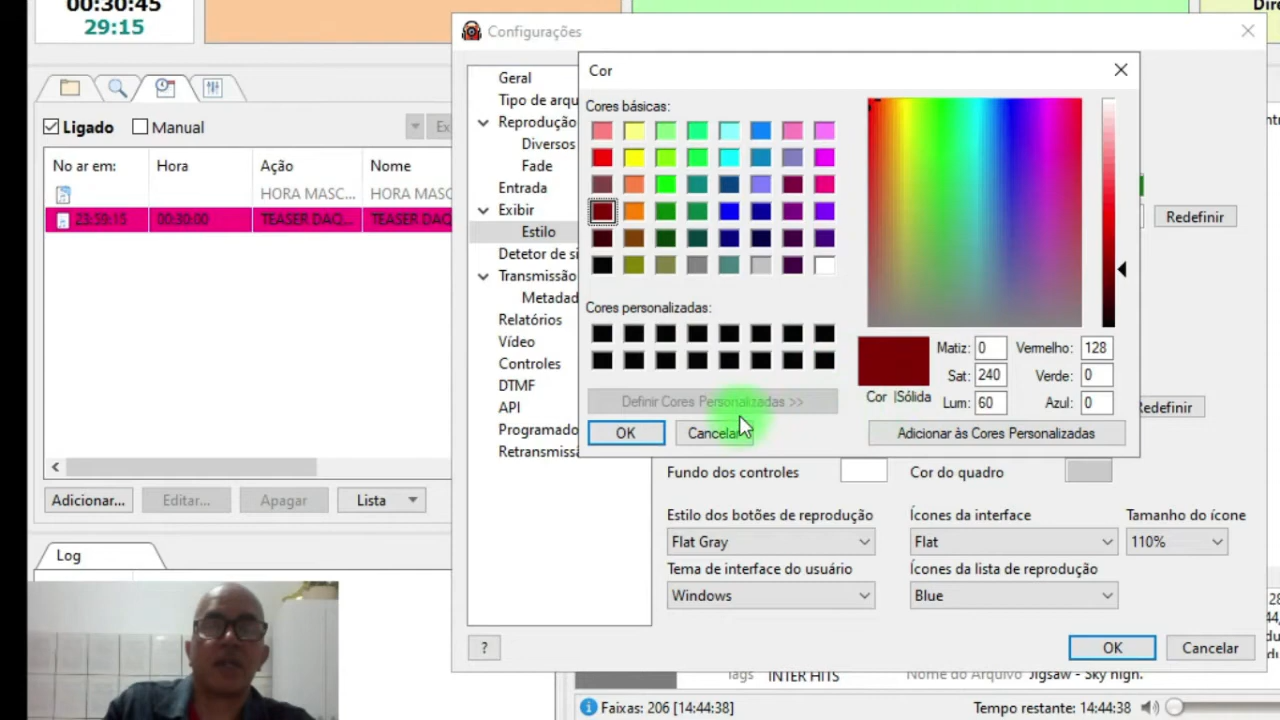 00:30:45
29:15
Configurações
Cor
Ligado
Manual
No ar em:
Hora
Ação
Nome
HORA MASC...
HORA MASC
23:59:15
00:30:00
TEASER DAQ...
TEASER DAQ
Geral
Tipo de arqu
Reprodução
Diversos
Fade
Entrada
Exibir
Estilo
Detetor de si
Transmissão
Metadad
Relatórios
Vídeo
Controles
DTMF
API
Programado
Retransmissã
Cores básicas:
Cores personalizadas:
Definir Cores Personalizadas >>
OK
Cancelar
Cor |Sólida
Matiz: 0
Vermelho: 128
Sat: 240
Verde: 0
Lum: 60
Azul: 0
Adicionar às Cores Personalizadas
Redefinir
Redefinir
Fundo dos controles
Cor do quadro
Estilo dos botões de reprodução
Ícones da interface
Tamanho do ícone
Flat Gray
Flat
110%
Tema de interface do usuário
Ícones da lista de reprodução
Windows
Blue
?
OK
Cancelar
Adicionar...
Editar...
Apagar
Lista
Log
INTER HITS
Nome do Arquivo
Jigsaw - Sky high.
Faixas: 206 [14:44:38]
Tempo restante: 14:44:38